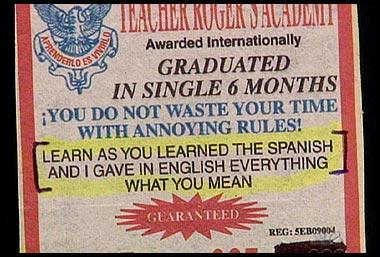 TEACHER ROGER'S ACADEMY
APRENDERLO ES VIVIRLO
Awarded Internationally
GRADUATED
IN SINGLE 6 MONTHS
¡YOU DO NOT WASTE YOUR TIME
WITH ANNOYING RULES!
LEARN AS YOU LEARNED THE SPANISH
AND I GAVE IN ENGLISH EVERYTHING
WHAT YOU MEAN
GUARANTEED
REG: 5EB09004